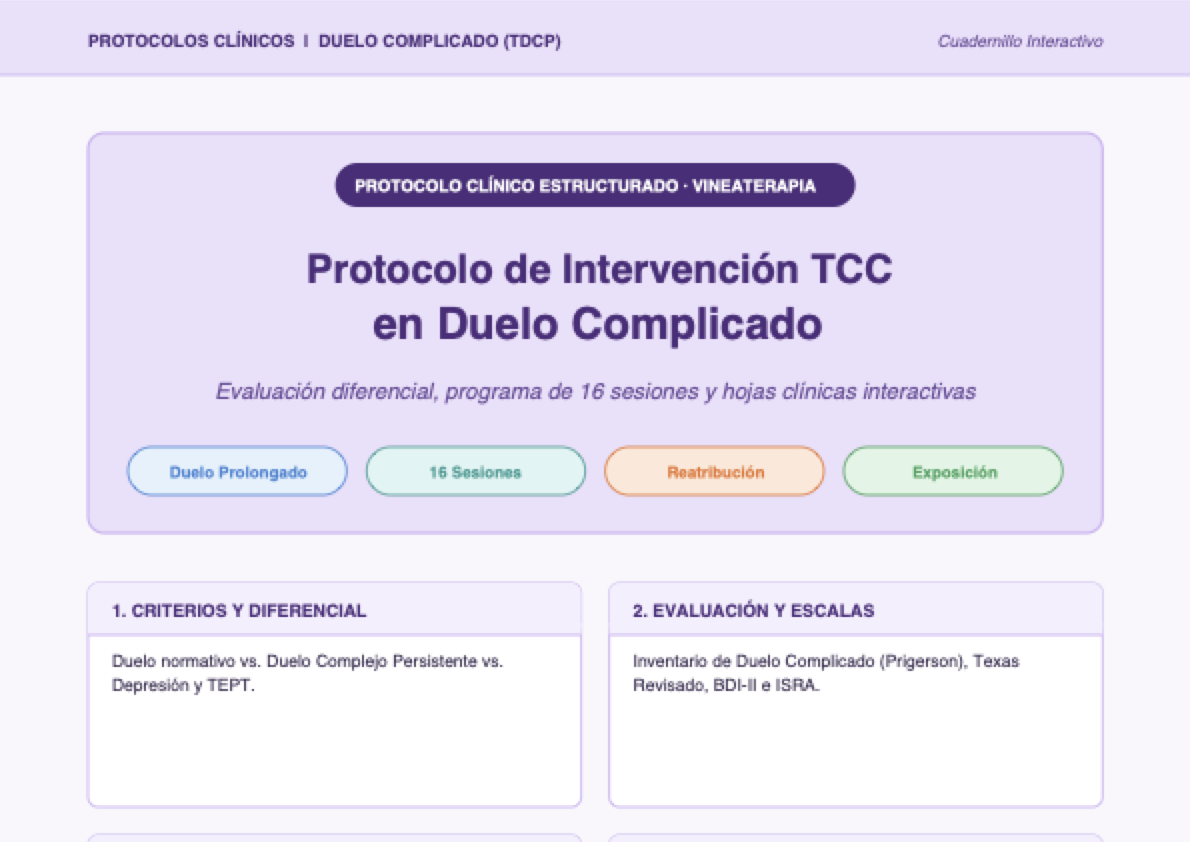 PROTOCOLOS CLÍNICOS | DUELO COMPLICADO (TDCP)
Cuadernillo Interactivo
PROTOCOLO CLÍNICO ESTRUCTURADO · VINEATERAPIA
Protocolo de Intervención TCC
en Duelo Complicado
Evaluación diferencial, programa de 16 sesiones y hojas clínicas interactivas
Duelo Prolongado
16 Sesiones
Reatribución
Exposición
1. CRITERIOS Y DIFERENCIAL
Duelo normativo vs. Duelo Complejo Persistente vs.
Depresión y TEPT.
2. EVALUACIÓN Y ESCALAS
Inventario de Duelo Complicado (Prigerson), Texas
Revisado, BDI-II e ISRA.